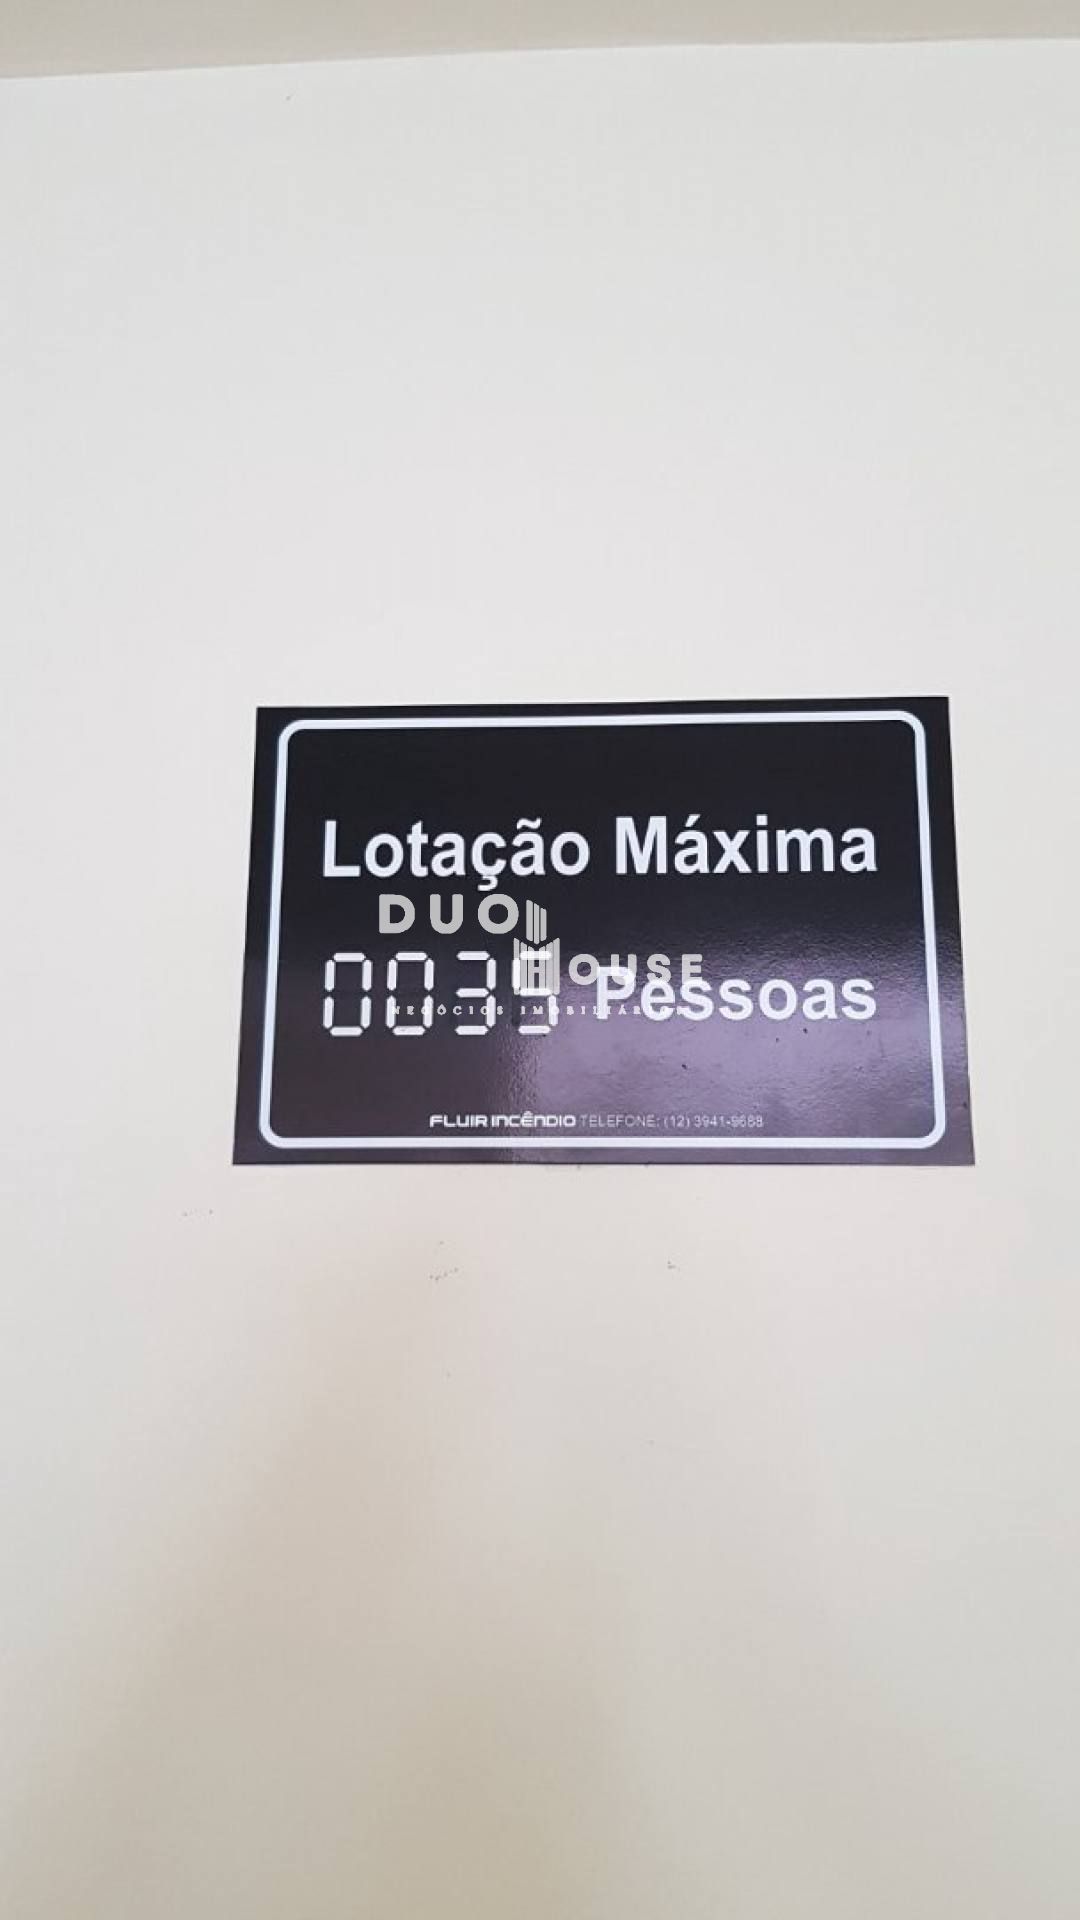 Lotação Máxima
DUO
HOUSE
0035 Pessoas
NEGÓCIOS IMOBILIÁRIOS
FLUIR INCÊNDIO TELEFONE: (12) 3941-9688